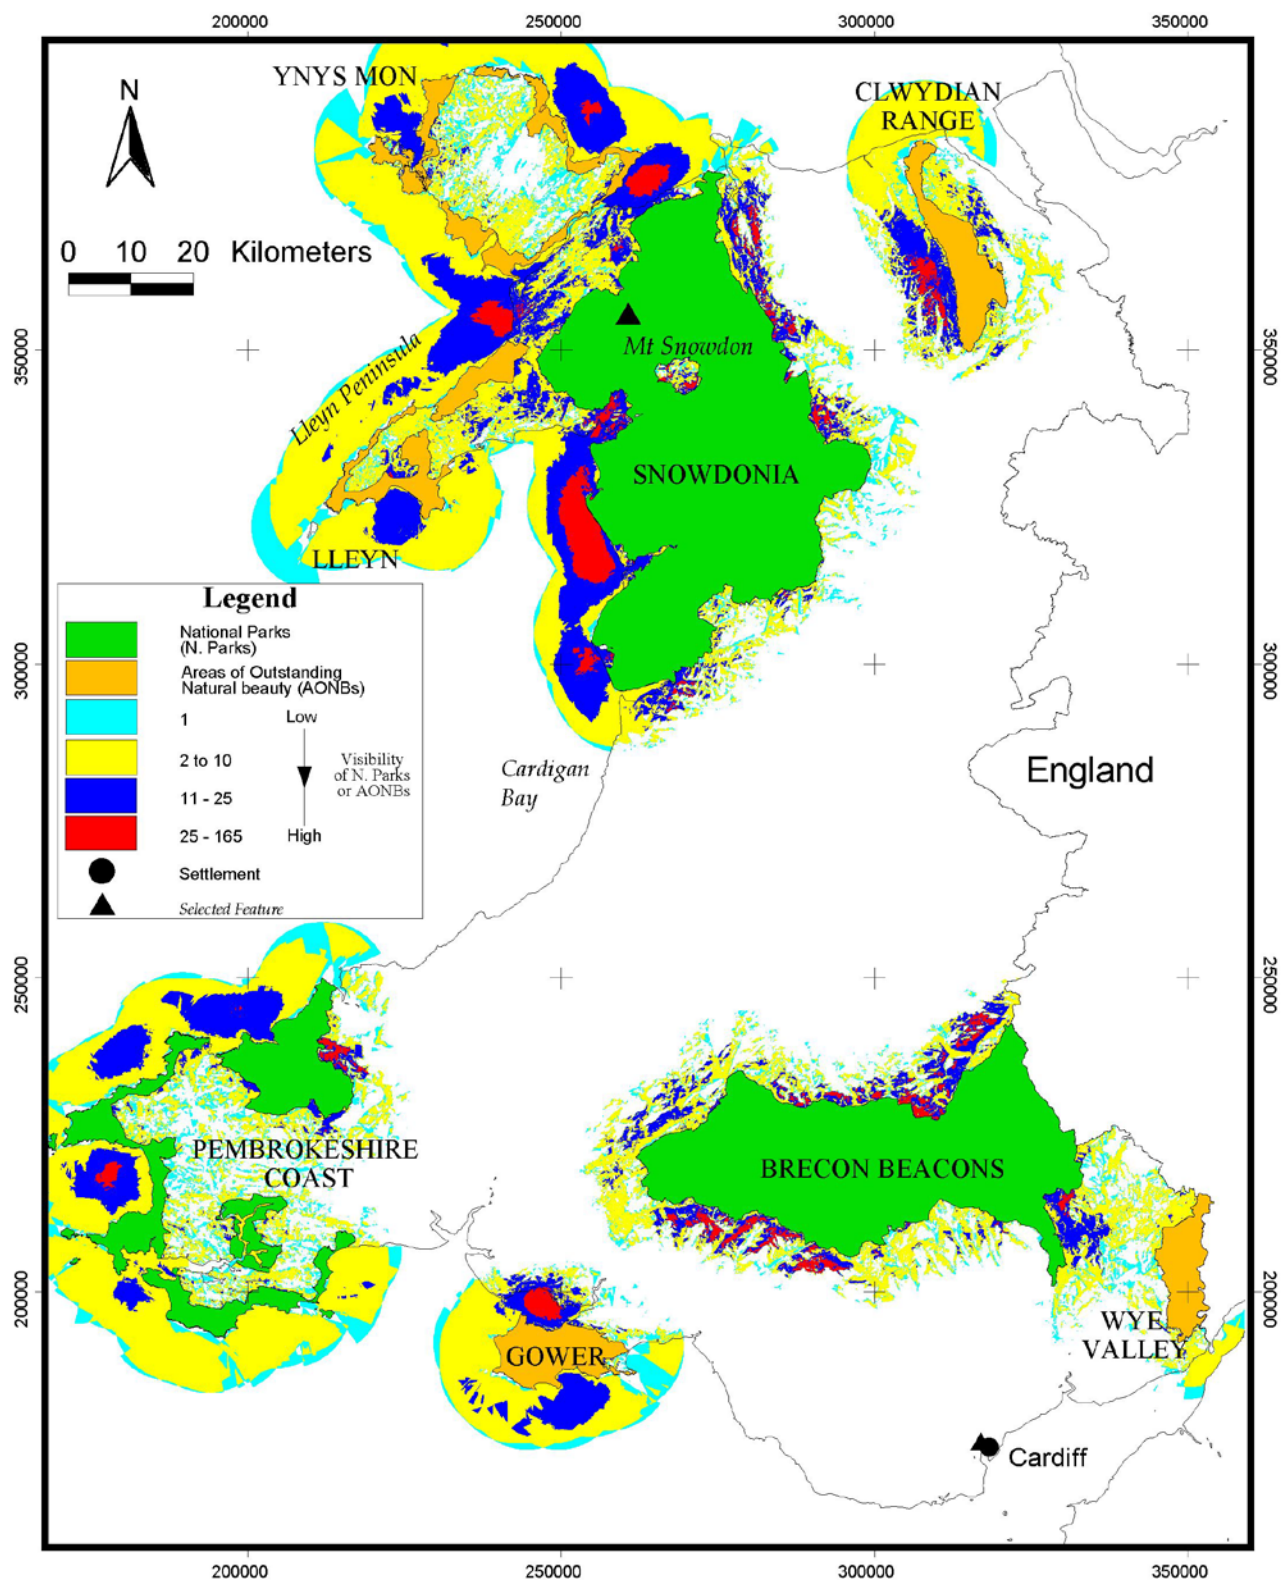 200000
250000
300000
350000
YNYS MON
CLWYDIAN
RANGE
N
0
10
20
Kilometers
350000
350000
Mt Snowdon
Lleyn Peninsula
SNOWDONIA
LLEYN
Legend
National Parks
(N. Parks)
Areas of Outstanding
Natural beauty (AONBs)
1
Low
2 to 10
Visibility
of N. Parks
or AONBs
11 - 25
25 - 165
High
Settlement
Selected Feature
300000
300000
Cardigan
Bay
England
250000
250000
PEMBROKESHIRE
COAST
BRECON BEACONS
200000
200000
WYE
VALLEY
GOWER
Cardiff
200000
250000
300000
350000